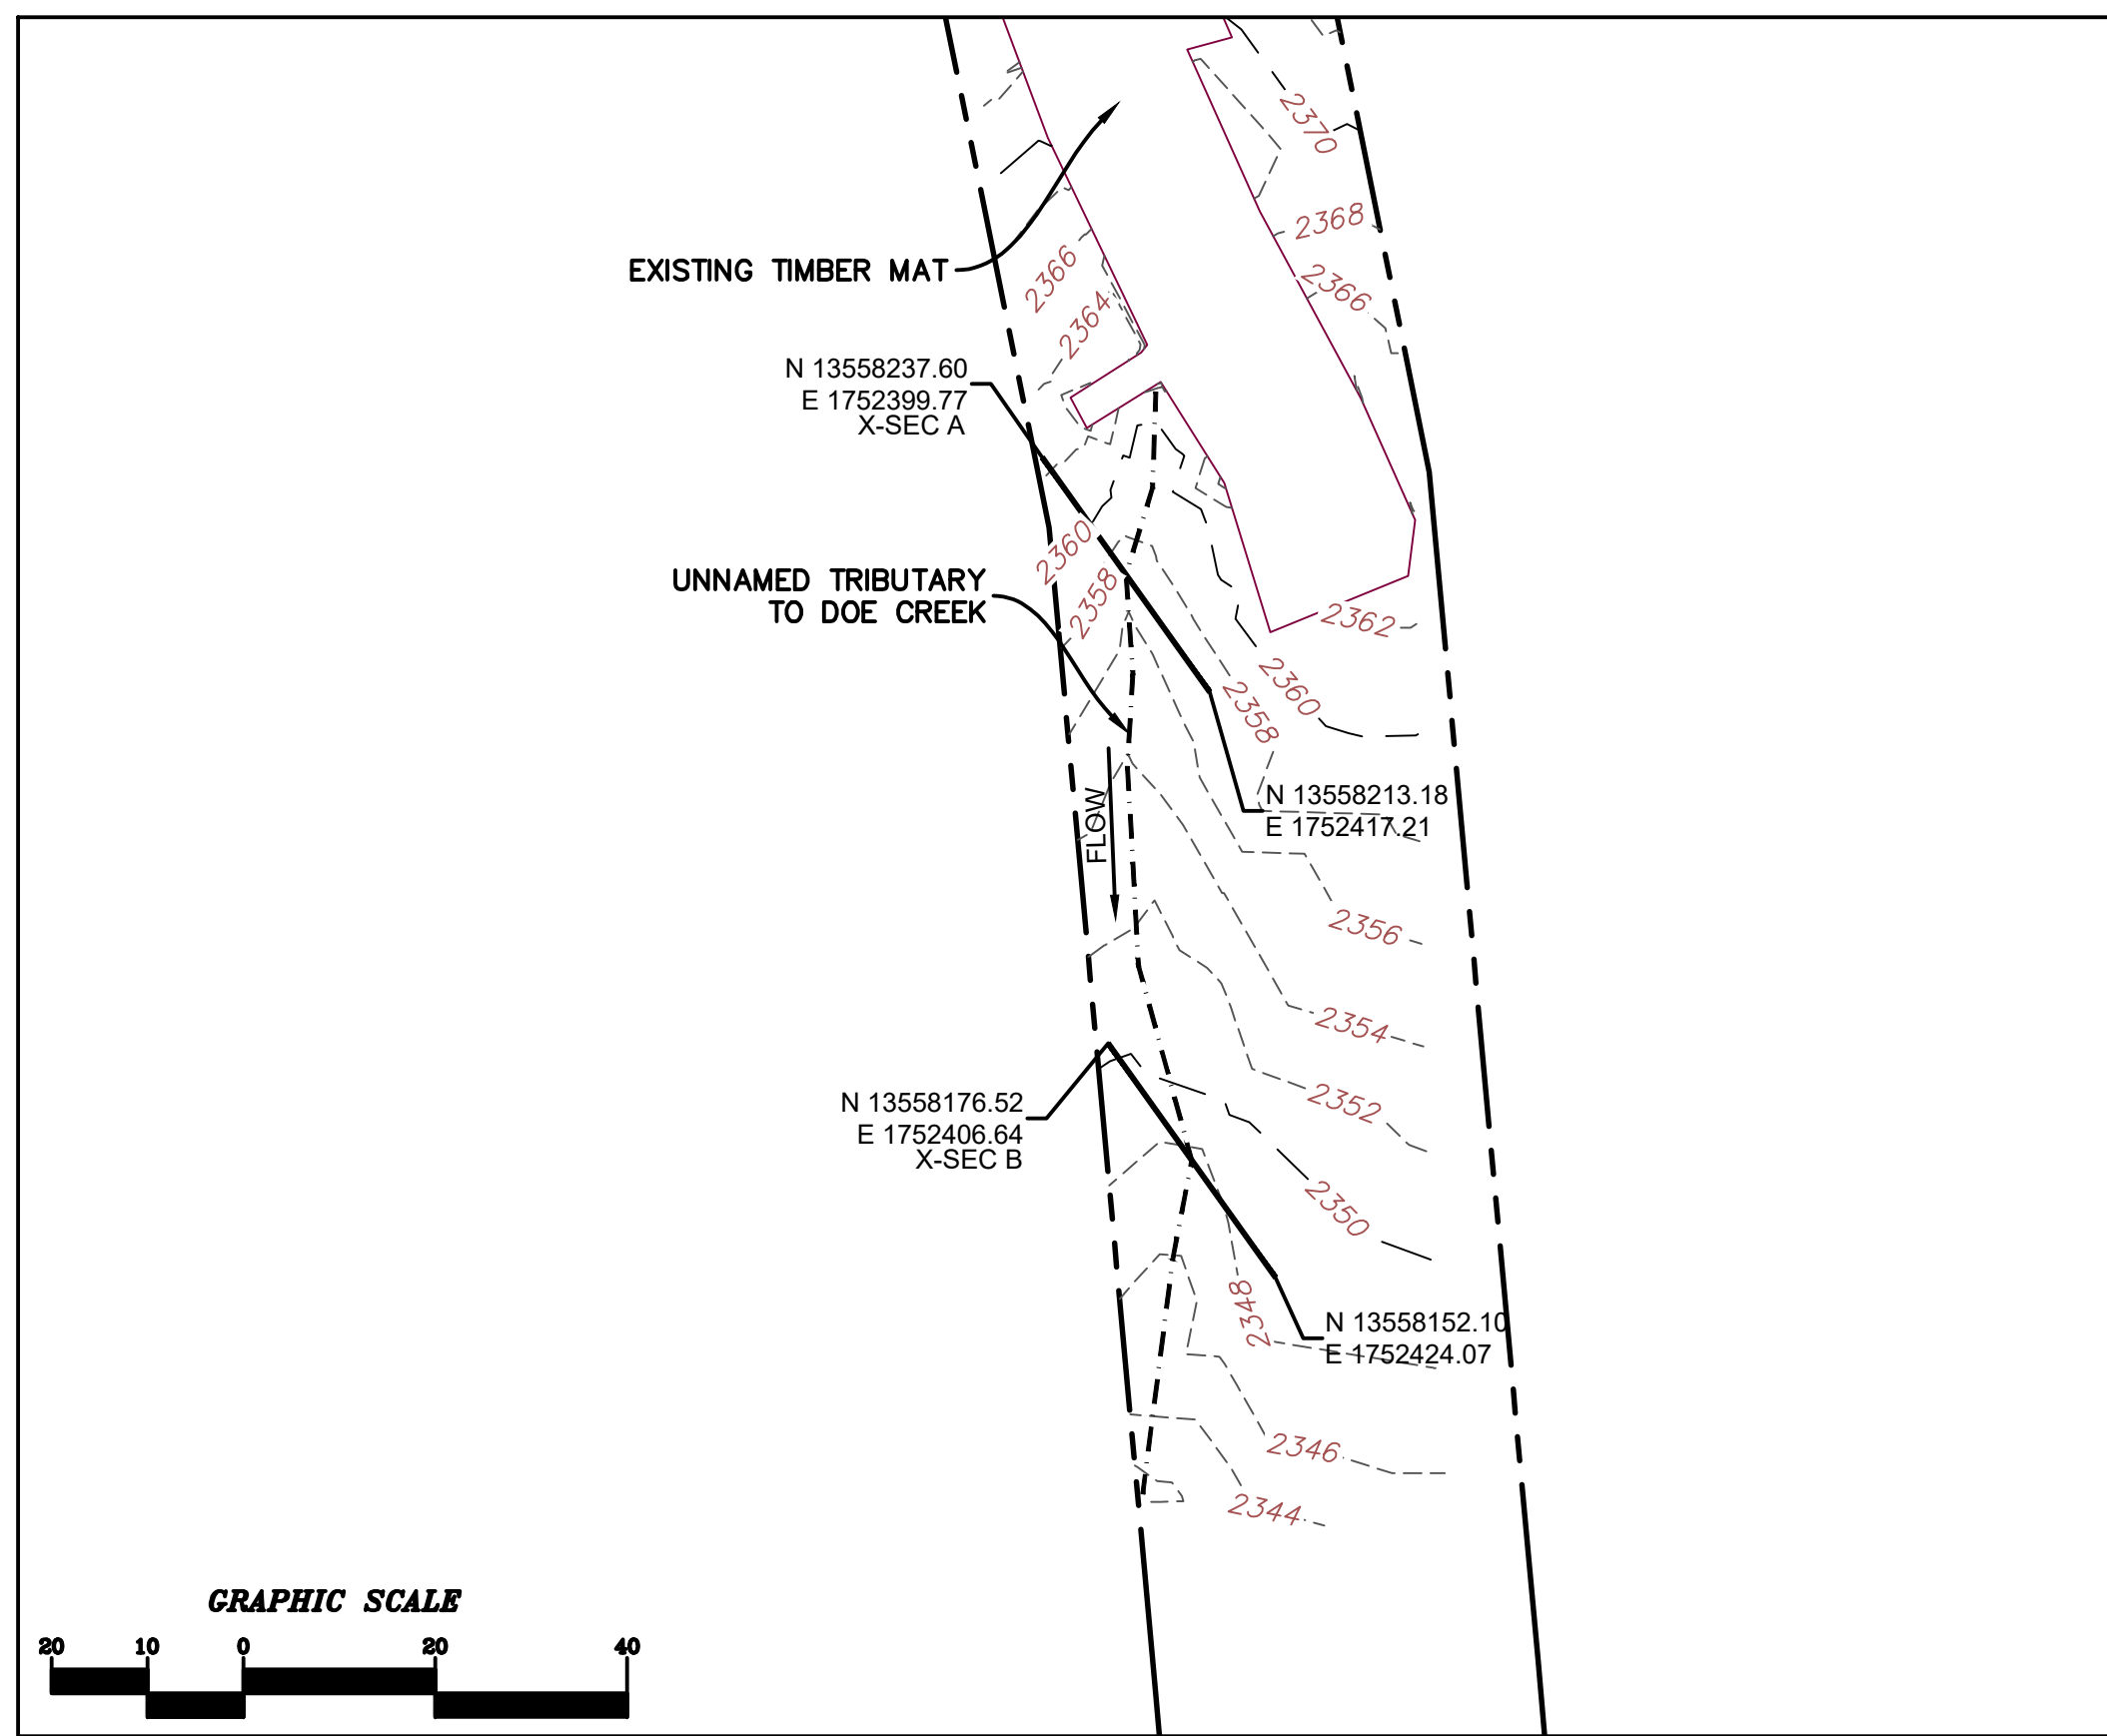 2370
2368
2366
EXISTING TIMBER MAT
2366
2364
N 13558237.60
E 1752399.77
X-SEC A
2360
2358
UNNAMED TRIBUTARY
TO DOE CREEK
2362
2360
2358
N 13558213.18
E 1752417.21
FLOW
2356
2354
2352
N 13558176.52
E 1752406.64
X-SEC B
2350
2348
N 13558152.10
E 1752424.07
2346
2344
GRAPHIC SCALE
20 10 0 20 40